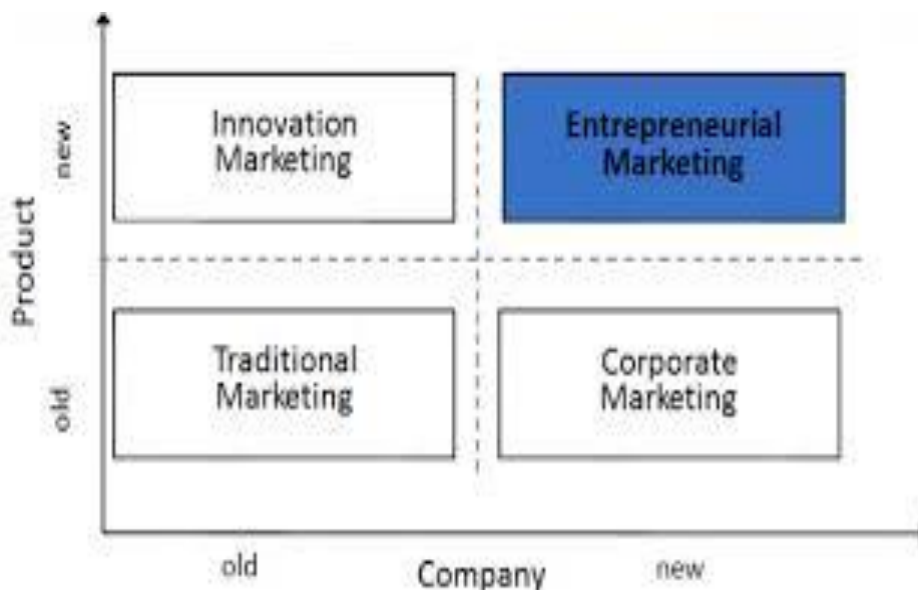 Product
new
old
Innovation
Marketing
Entrepreneurial
Marketing
Traditional
Marketing
Corporate
Marketing
old
Company
new